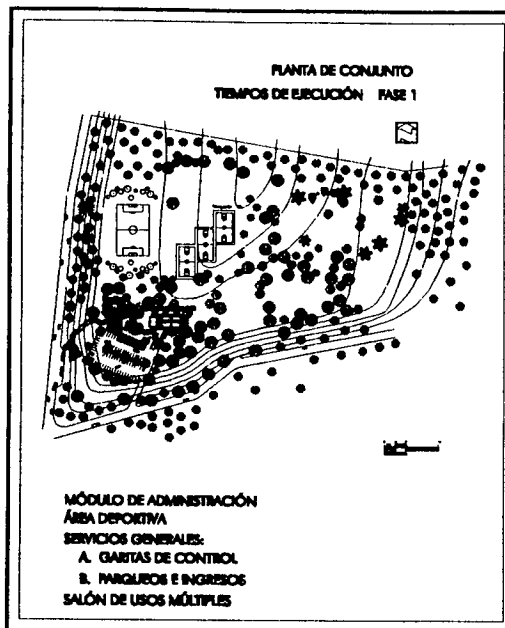 PLANTA DE CONJUNTO
TIEMPOS DE EJECUCIÓN FASE 1
MÓDULO DE ADMINISTRACIÓN
ÁREA DEPORTIVA
SERVICIOS GENERALES:
A. GARITAS DE CONTROL
B. PARQUEOS E INGRESOS
SALÓN DE USOS MÚLTIPLES